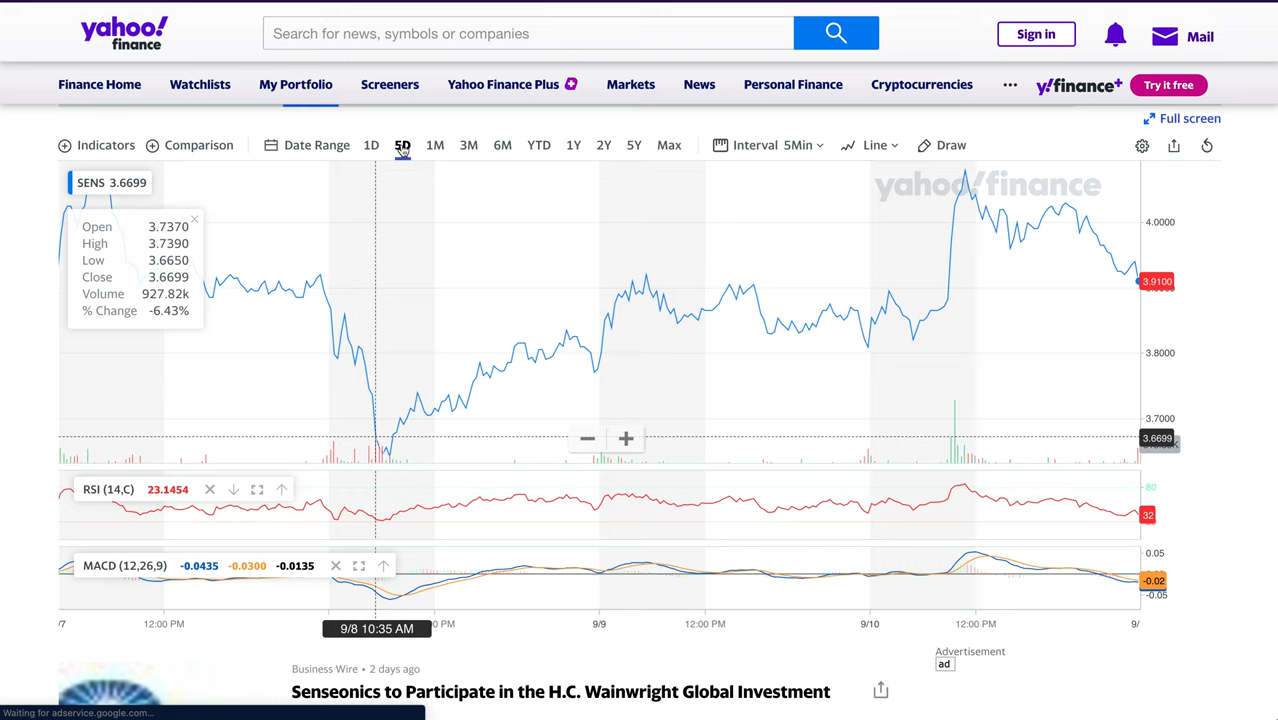 yahoo!
finance
Search for news, symbols or companies
Sign in
Mail
Finance Home Watchlists My Portfolio Screeners Yahoo Finance Plus Markets News Personal Finance Cryptocurrencies ... y!finance+ Try it free
Full screen
Indicators Comparison Date Range 1D 5D 1M 3M 6M YTD 1Y 2Y 5Y Max Interval 5Min Line Draw
SENS 3.6699
yahoo!finance
Open 3.7370
High 3.7390
Low 3.6650
Close 3.6699
Volume 927.82k
% Change -6.43%
4.0000
3.9100
3.8000
3.7000
3.6699
RSI (14,C) 23.1454
80
32
MACD (12,26,9) -0.0435 -0.0300 -0.0135
0.05
-0.02
-0.05
/7 12:00 PM 9/8 10:35 AM 0 PM 9/9 12:00 PM 9/10 12:00 PM 9/
Advertisement
ad
Business Wire • 2 days ago
Senseonics to Participate in the H.C. Wainwright Global Investment
Waiting for adservice.google.com...